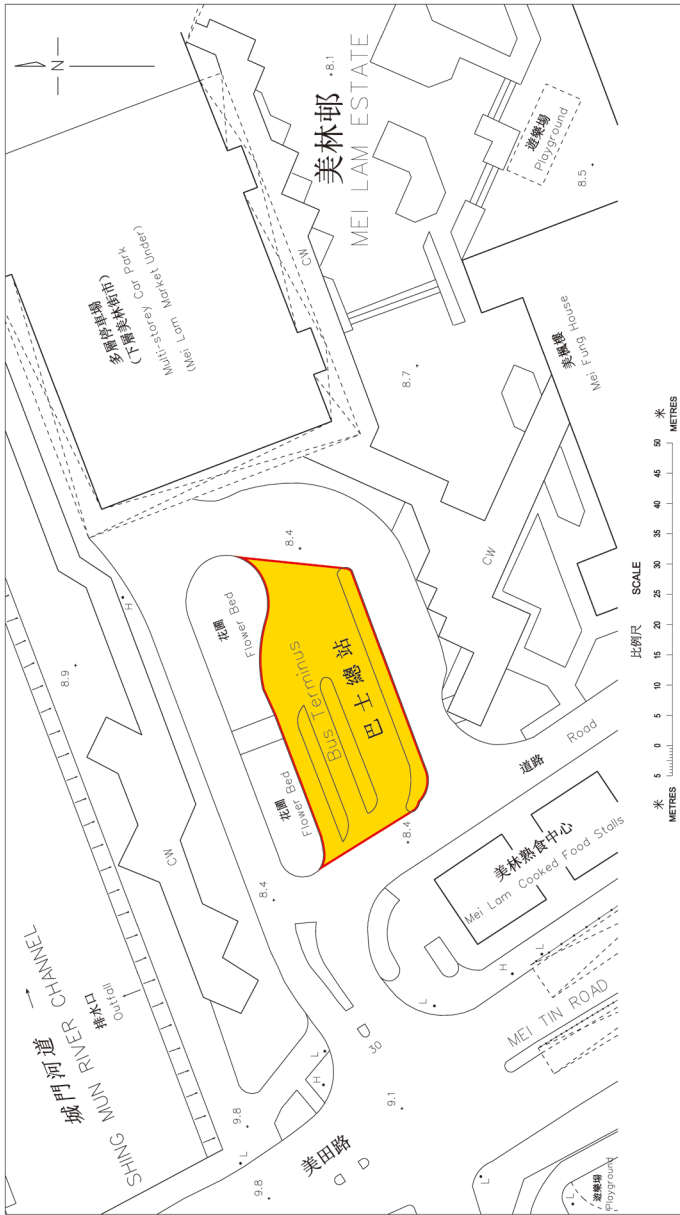 N
8.1
美林邨
MEI LAM ESTATE
遊樂場
Playground
8.5
多層停車場
(下層美林街市)
Multi-storey Car Park
(Mei Lam Market Under)
CW
8.7
美楓樓
Mei Fung House
8.4
花圃
Flower Bed
H
8.9
CW
Bus Terminus
巴士總站
花圃
Flower Bed
8.4
8.4
道路
Road
美林熟食中心
Mei Lam Cooked Food Stalls
CW
城門河道
SHING MUN RIVER CHANNEL
排水口
Outfall
L
H
L
MEI TIN ROAD
30
L
H
9.1
9.8
L
9.8
美田路
L
L
遊樂場
Playground
比例尺 SCALE
米
METRES
5 0 5 10 15 20 25 30 35 40 45 50
米
METRES